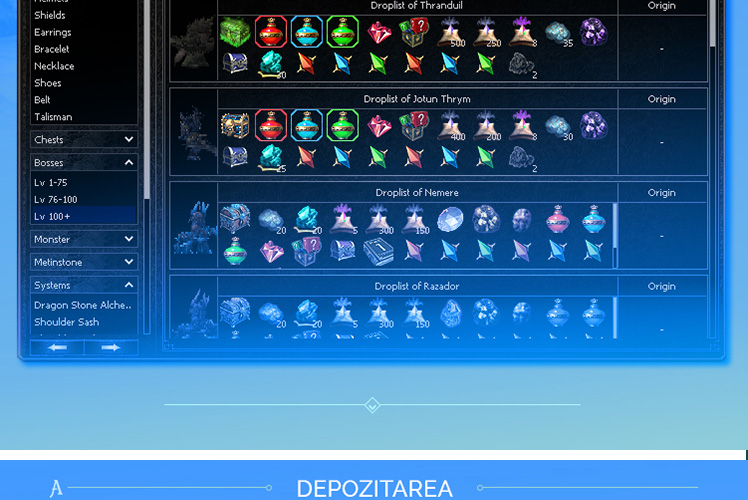 Helmets
Shields
Earrings
Bracelet
Necklace
Shoes
Belt
Talisman
Chests
Bosses
Lv 1-75
Lv 76-100
Lv 100+
Monster
Metinstone
Systems
Dragon Stone Alche..
Shoulder Sash
Droplist of Thranduil
Origin
500 250 8 35
-
30 2
Droplist of Jotun Thrym
Origin
400 200 8 30
-
25 2
Droplist of Nemere
Origin
20 20 5 300 150
-
Droplist of Razador
Origin
20 20 5 300 150
-
DEPOZITAREA